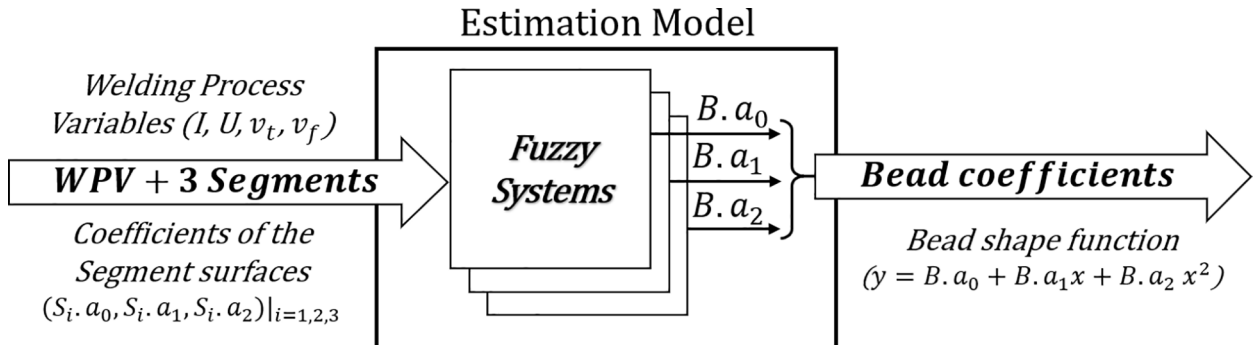 Estimation Model
Welding Process
Variables (I, U, v_t, v_f)
WPV + 3 Segments
Coefficients of the
Segment surfaces
(S_i.a_0, S_i.a_1, S_i.a_2)|_{i=1,2,3}
Fuzzy
Systems
B.a_0
B.a_1
B.a_2
Bead coefficients
Bead shape function
(y = B.a_0 + B.a_1x + B.a_2 x^2)